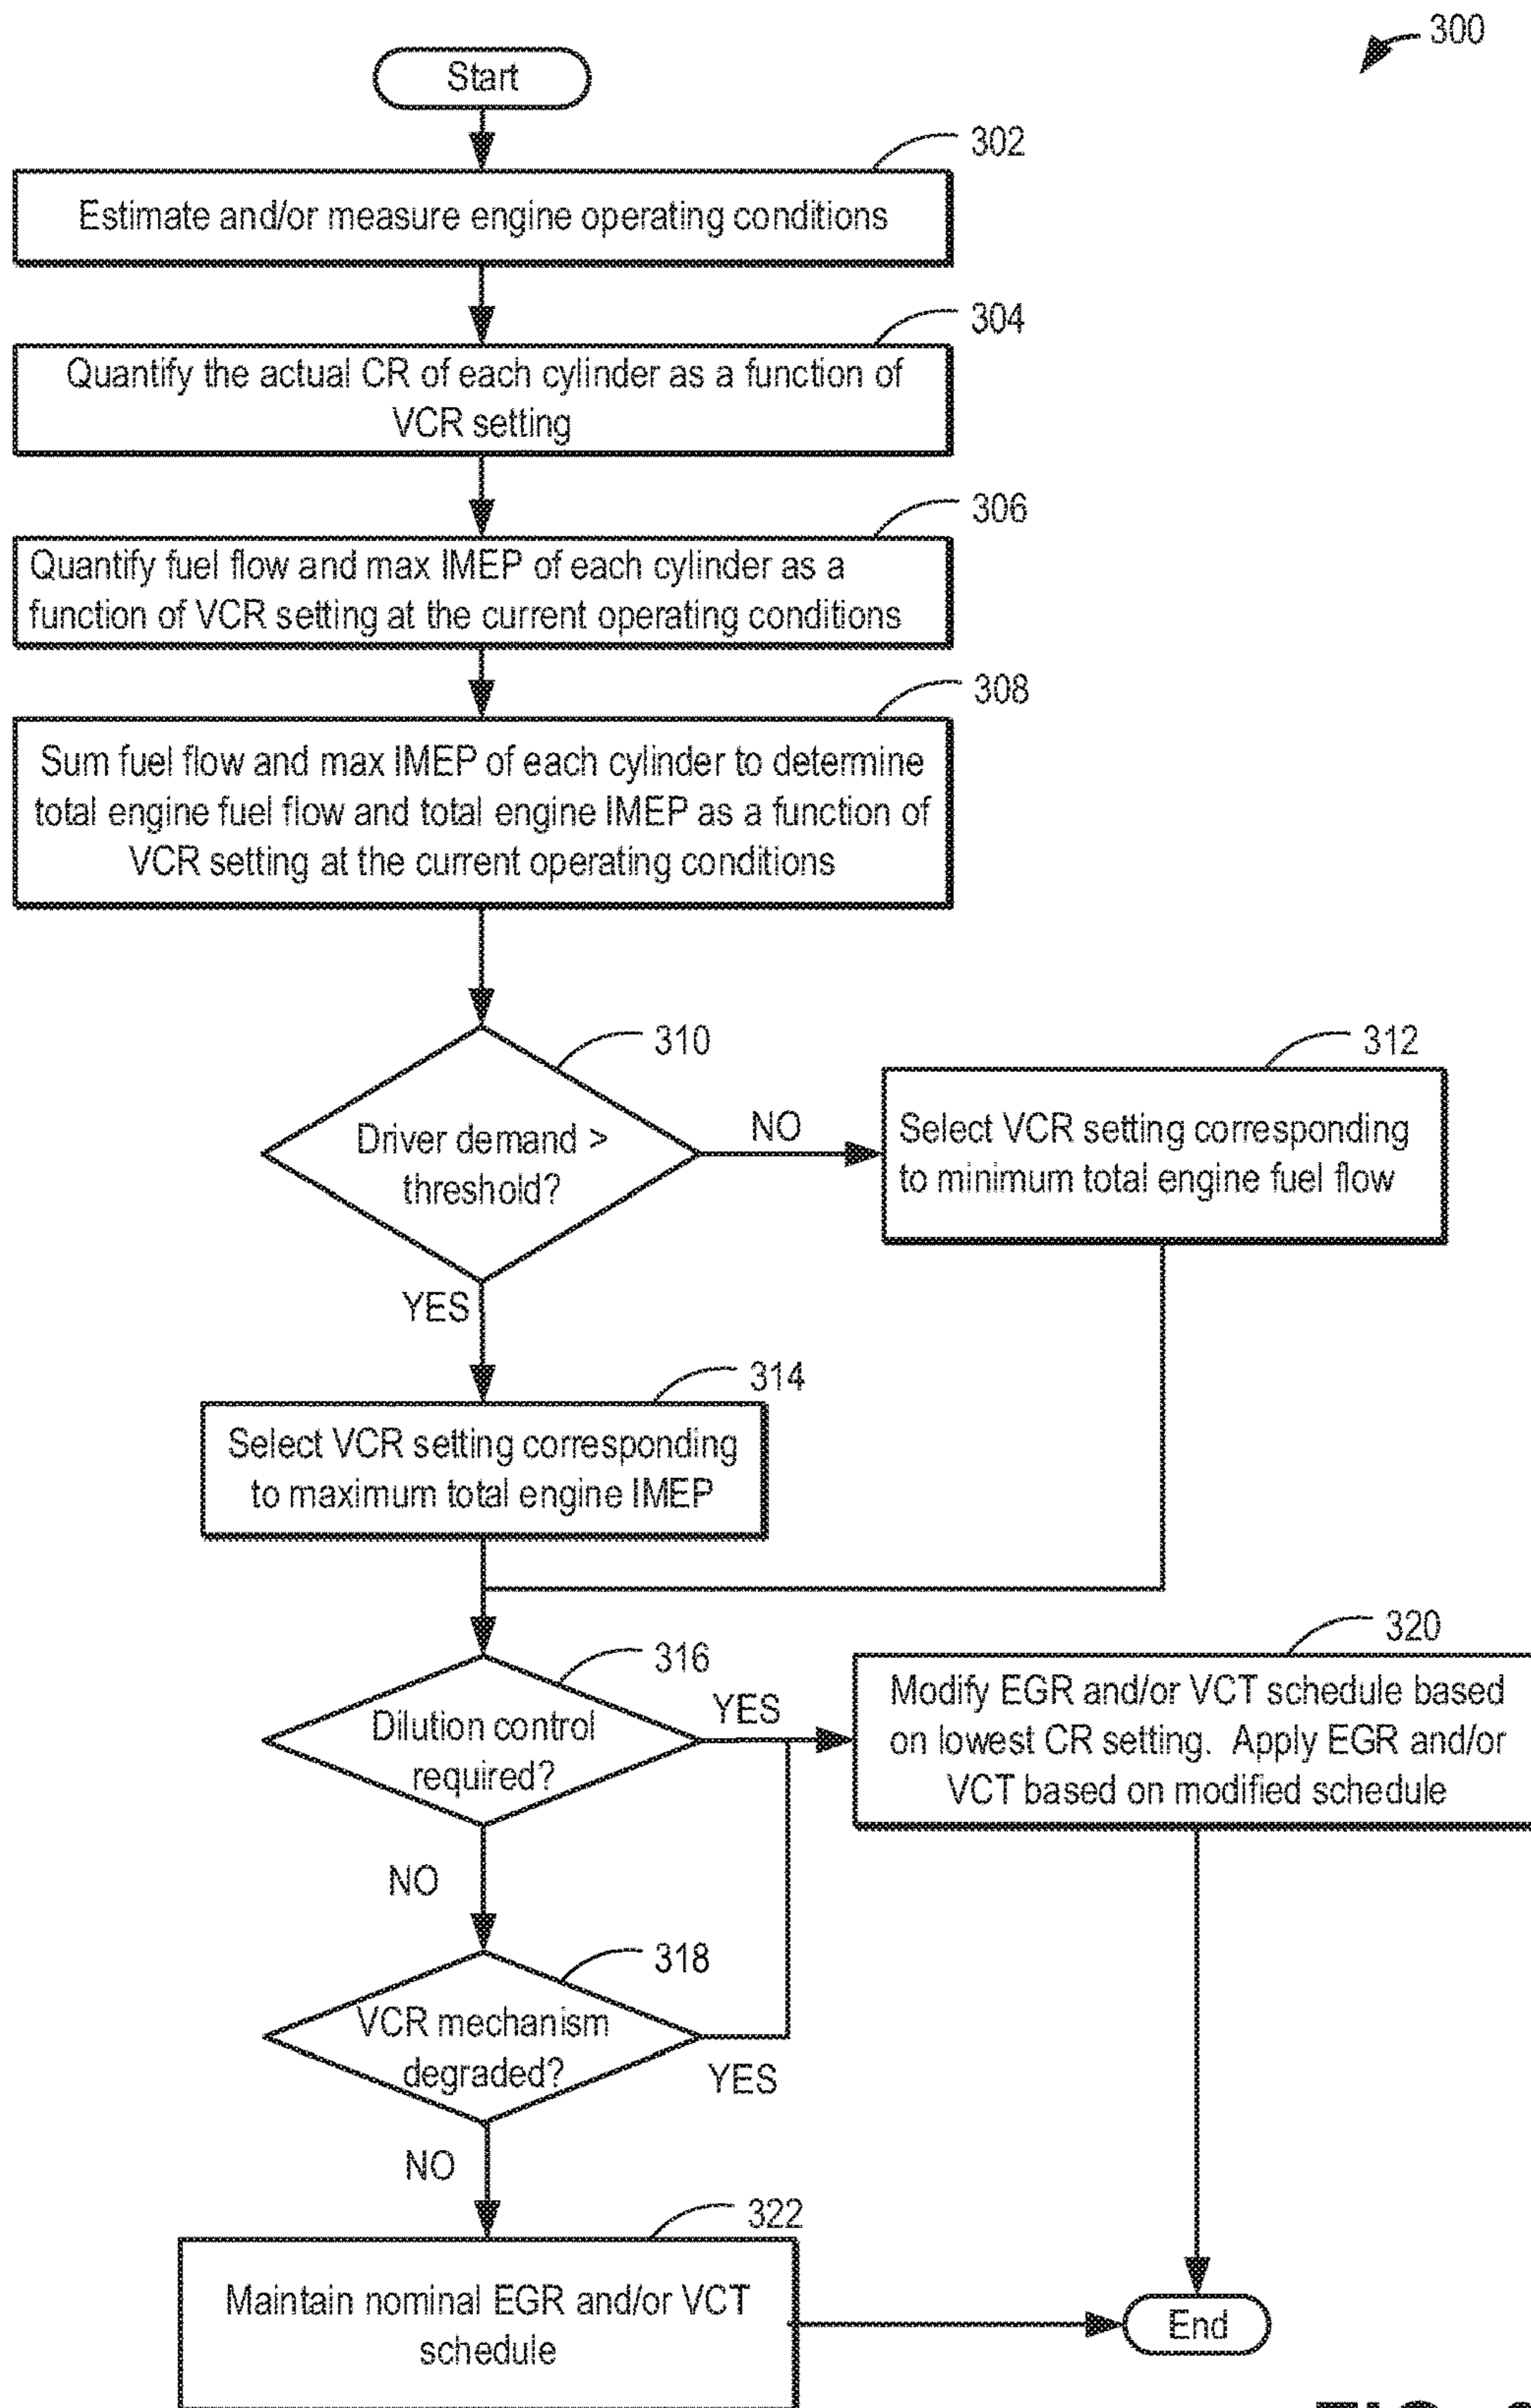 300
Start
302
Estimate and/or measure engine operating conditions
304
Quantify the actual CR of each cylinder as a function of
VCR setting
306
Quantify fuel flow and max IMEP of each cylinder as a
function of VCR setting at the current operating conditions
308
Sum fuel flow and max IMEP of each cylinder to determine
total engine fuel flow and total engine IMEP as a function of
VCR setting at the current operating conditions
310
Driver demand >
threshold?
NO
312
Select VCR setting corresponding
to minimum total engine fuel flow
YES
314
Select VCR setting corresponding
to maximum total engine IMEP
316
Dilution control
required?
YES
320
Modify EGR and/or VCT schedule based
on lowest CR setting. Apply EGR and/or
VCT based on modified schedule
NO
318
VCR mechanism
degraded?
YES
NO
322
Maintain nominal EGR and/or VCT
schedule
End